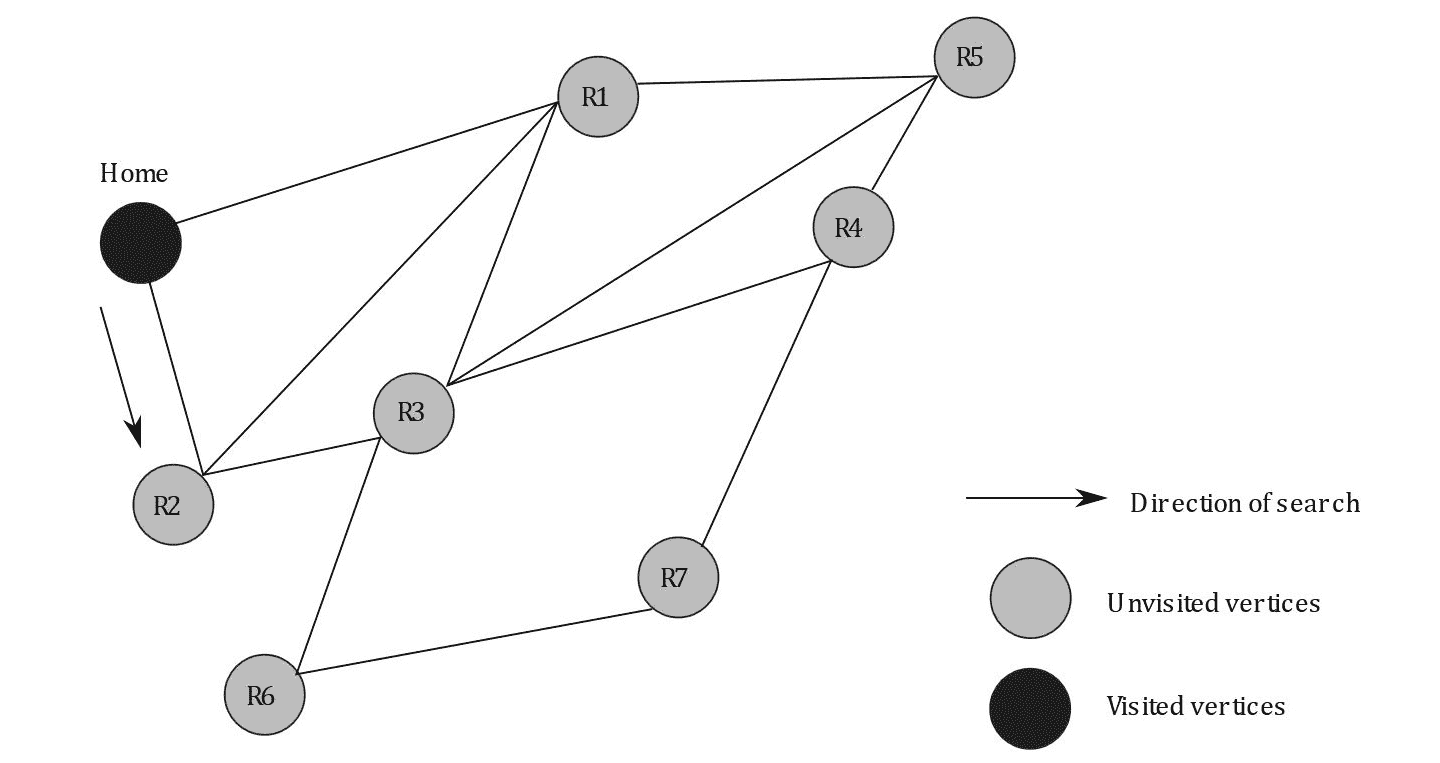 R5
R1
Home
R4
R3
R2
Direction of search
R7
Unvisited vertices
R6
Visited vertices